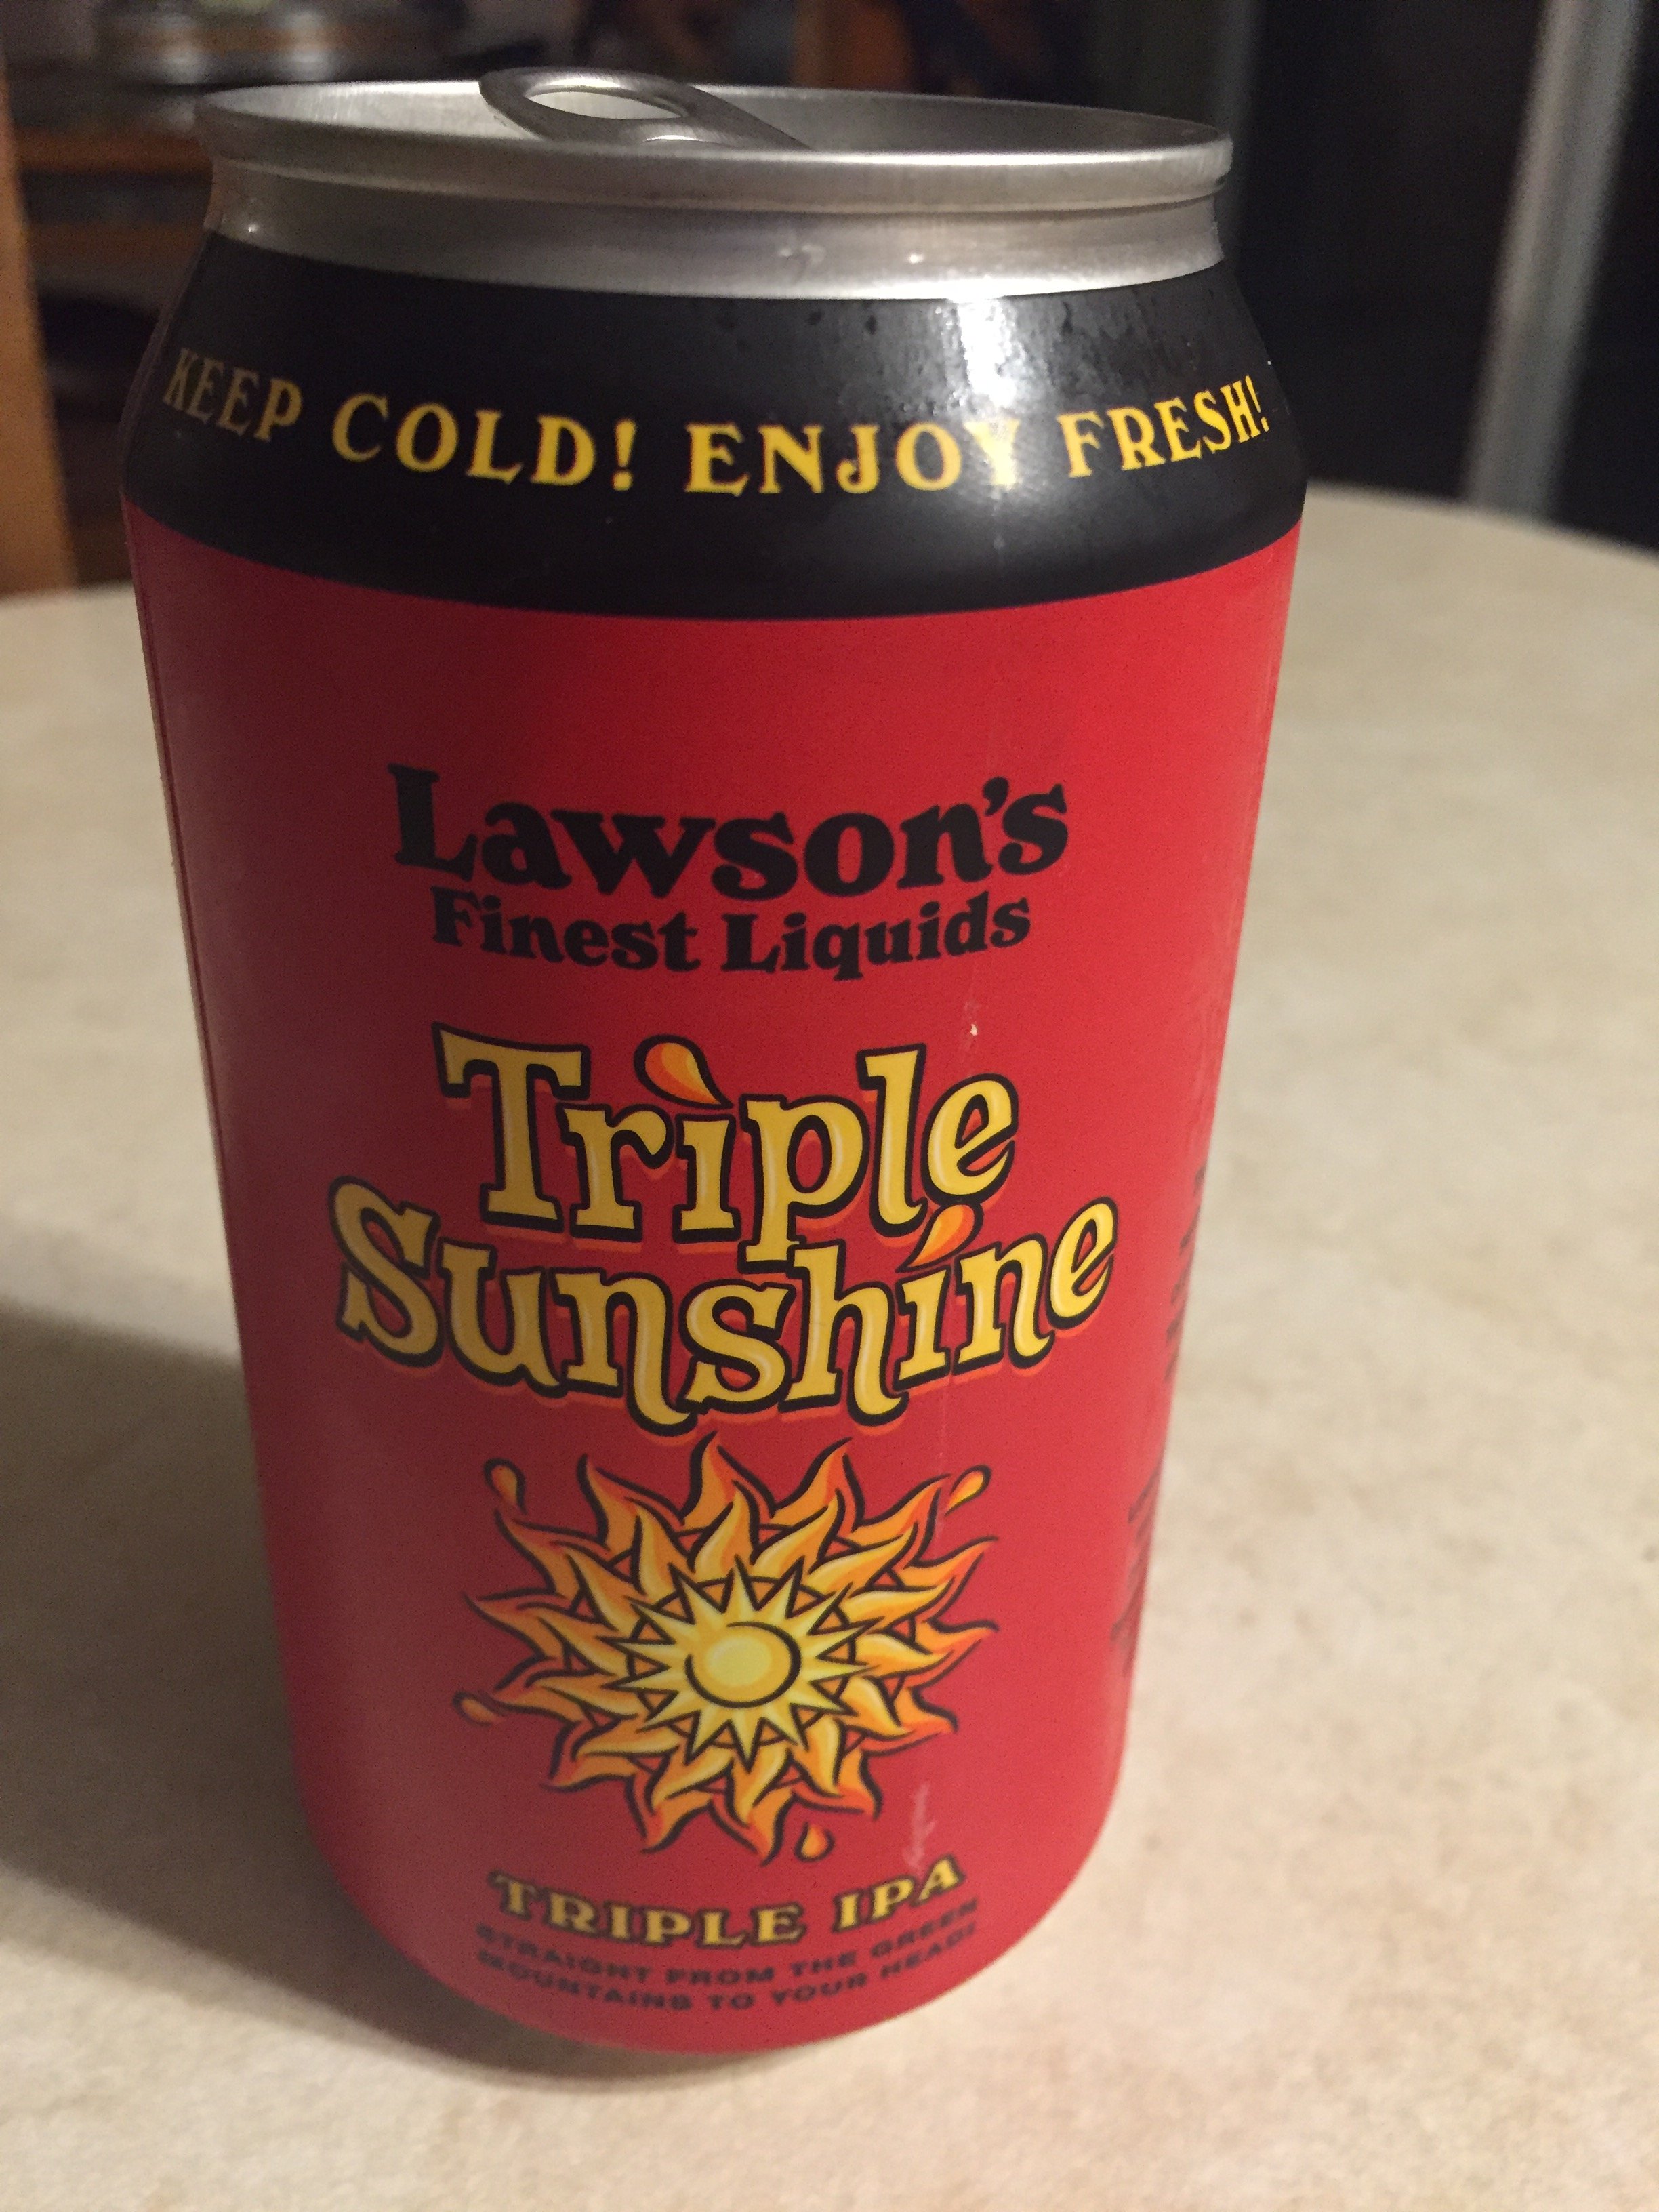 KEEP COLD! ENJOY FRESH!
Lawson's
Finest Liquids
Triple
Sunshine
TRIPLE IPA
STRAIGHT FROM THE GREEN
MOUNTAINS TO YOUR HEAD!